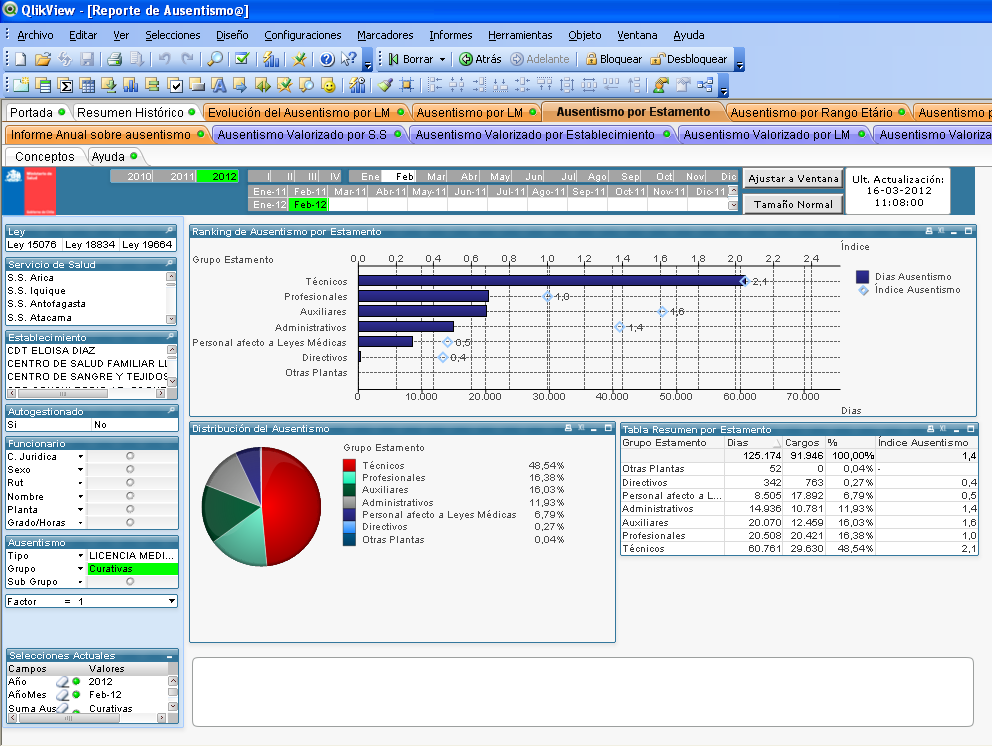 QlikView - [Reporte de Ausentismo@]
Archivo Editar Ver Selecciones Diseño Configuraciones Marcadores Informes Herramientas Objeto Ventana Ayuda
Borrar Atrás Adelante Bloquear Desbloquear
Portada Resumen Histórico Evolución del Ausentismo por LM Ausentismo por LM Ausentismo por Estamento Ausentismo por Rango Etário Ausentismo po
Informe Anual sobre ausentismo Ausentismo Valorizado por S.S Ausentismo Valorizado por Establecimiento Ausentismo Valorizado por LM Ausentismo Valoriza
Conceptos Ayuda
2010 2011 2012 I II III IV Ene Feb Mar Abr May Jun Jul Ago Sep Oct Nov Dic
Ene-11 Feb-11 Mar-11 Abr-11 May-11 Jun-11 Jul-11 Ago-11 Sep-11 Oct-11 Nov-11 Dic-11
Ene-12 Feb-12
Ajustar a Ventana
Tamaño Normal
Ult. Actualización:
16-03-2012
11:08:00
Ley
Ley 15076 Ley 18834 Ley 19664
Servicio de Salud
S.S. Arica
S.S. Iquique
S.S. Antofagasta
S.S. Atacama
Establecimiento
CDT ELOISA DIAZ
CENTRO DE SALUD FAMILIAR LI
CENTRO DE SANGRE Y TEJIDOS
Autogestionado
Si No
Funcionario
C. Juridica
Sexo
Rut
Nombre
Planta
Grado/Horas
Ausentismo
Tipo LICENCIA MEDI...
Grupo Curativas
Sub Grupo
Factor = 1
Selecciones Actuales
Campos Valores
Año 2012
AñoMes Feb-12
Suma Aus Curativas
Ranking de Ausentismo por Estamento
Índice
Grupo Estamento 0,0 0,2 0,4 0,6 0,8 1,0 1,2 1,4 1,6 1,8 2,0 2,2 2,4
Técnicos 2,1
Profesionales 1,0
Auxiliares 1,6
Administrativos 1,4
Personal afecto a Leyes Médicas 0,5
Directivos 0,4
Otras Plantas
0 10.000 20.000 30.000 40.000 50.000 60.000 70.000
Dias
Dias Ausentismo
Índice Ausentismo
Distribución del Ausentismo
Grupo Estamento
Técnicos 48,54%
Profesionales 16,38%
Auxiliares 16,03%
Administrativos 11,93%
Personal afecto a Leyes Médicas 6,79%
Directivos 0,27%
Otras Plantas 0,04%
Tabla Resumen por Estamento
Grupo Estamento Dias Cargos % Índice Ausentismo
125.174 91.946 100,00% 1,4
Otras Plantas 52 0 0,04% -
Directivos 342 763 0,27% 0,4
Personal afecto a L... 8.505 17.892 6,79% 0,5
Administrativos 14.936 10.781 11,93% 1,4
Auxiliares 20.070 12.459 16,03% 1,6
Profesionales 20.508 20.421 16,38% 1,0
Técnicos 60.761 29.630 48,54% 2,1